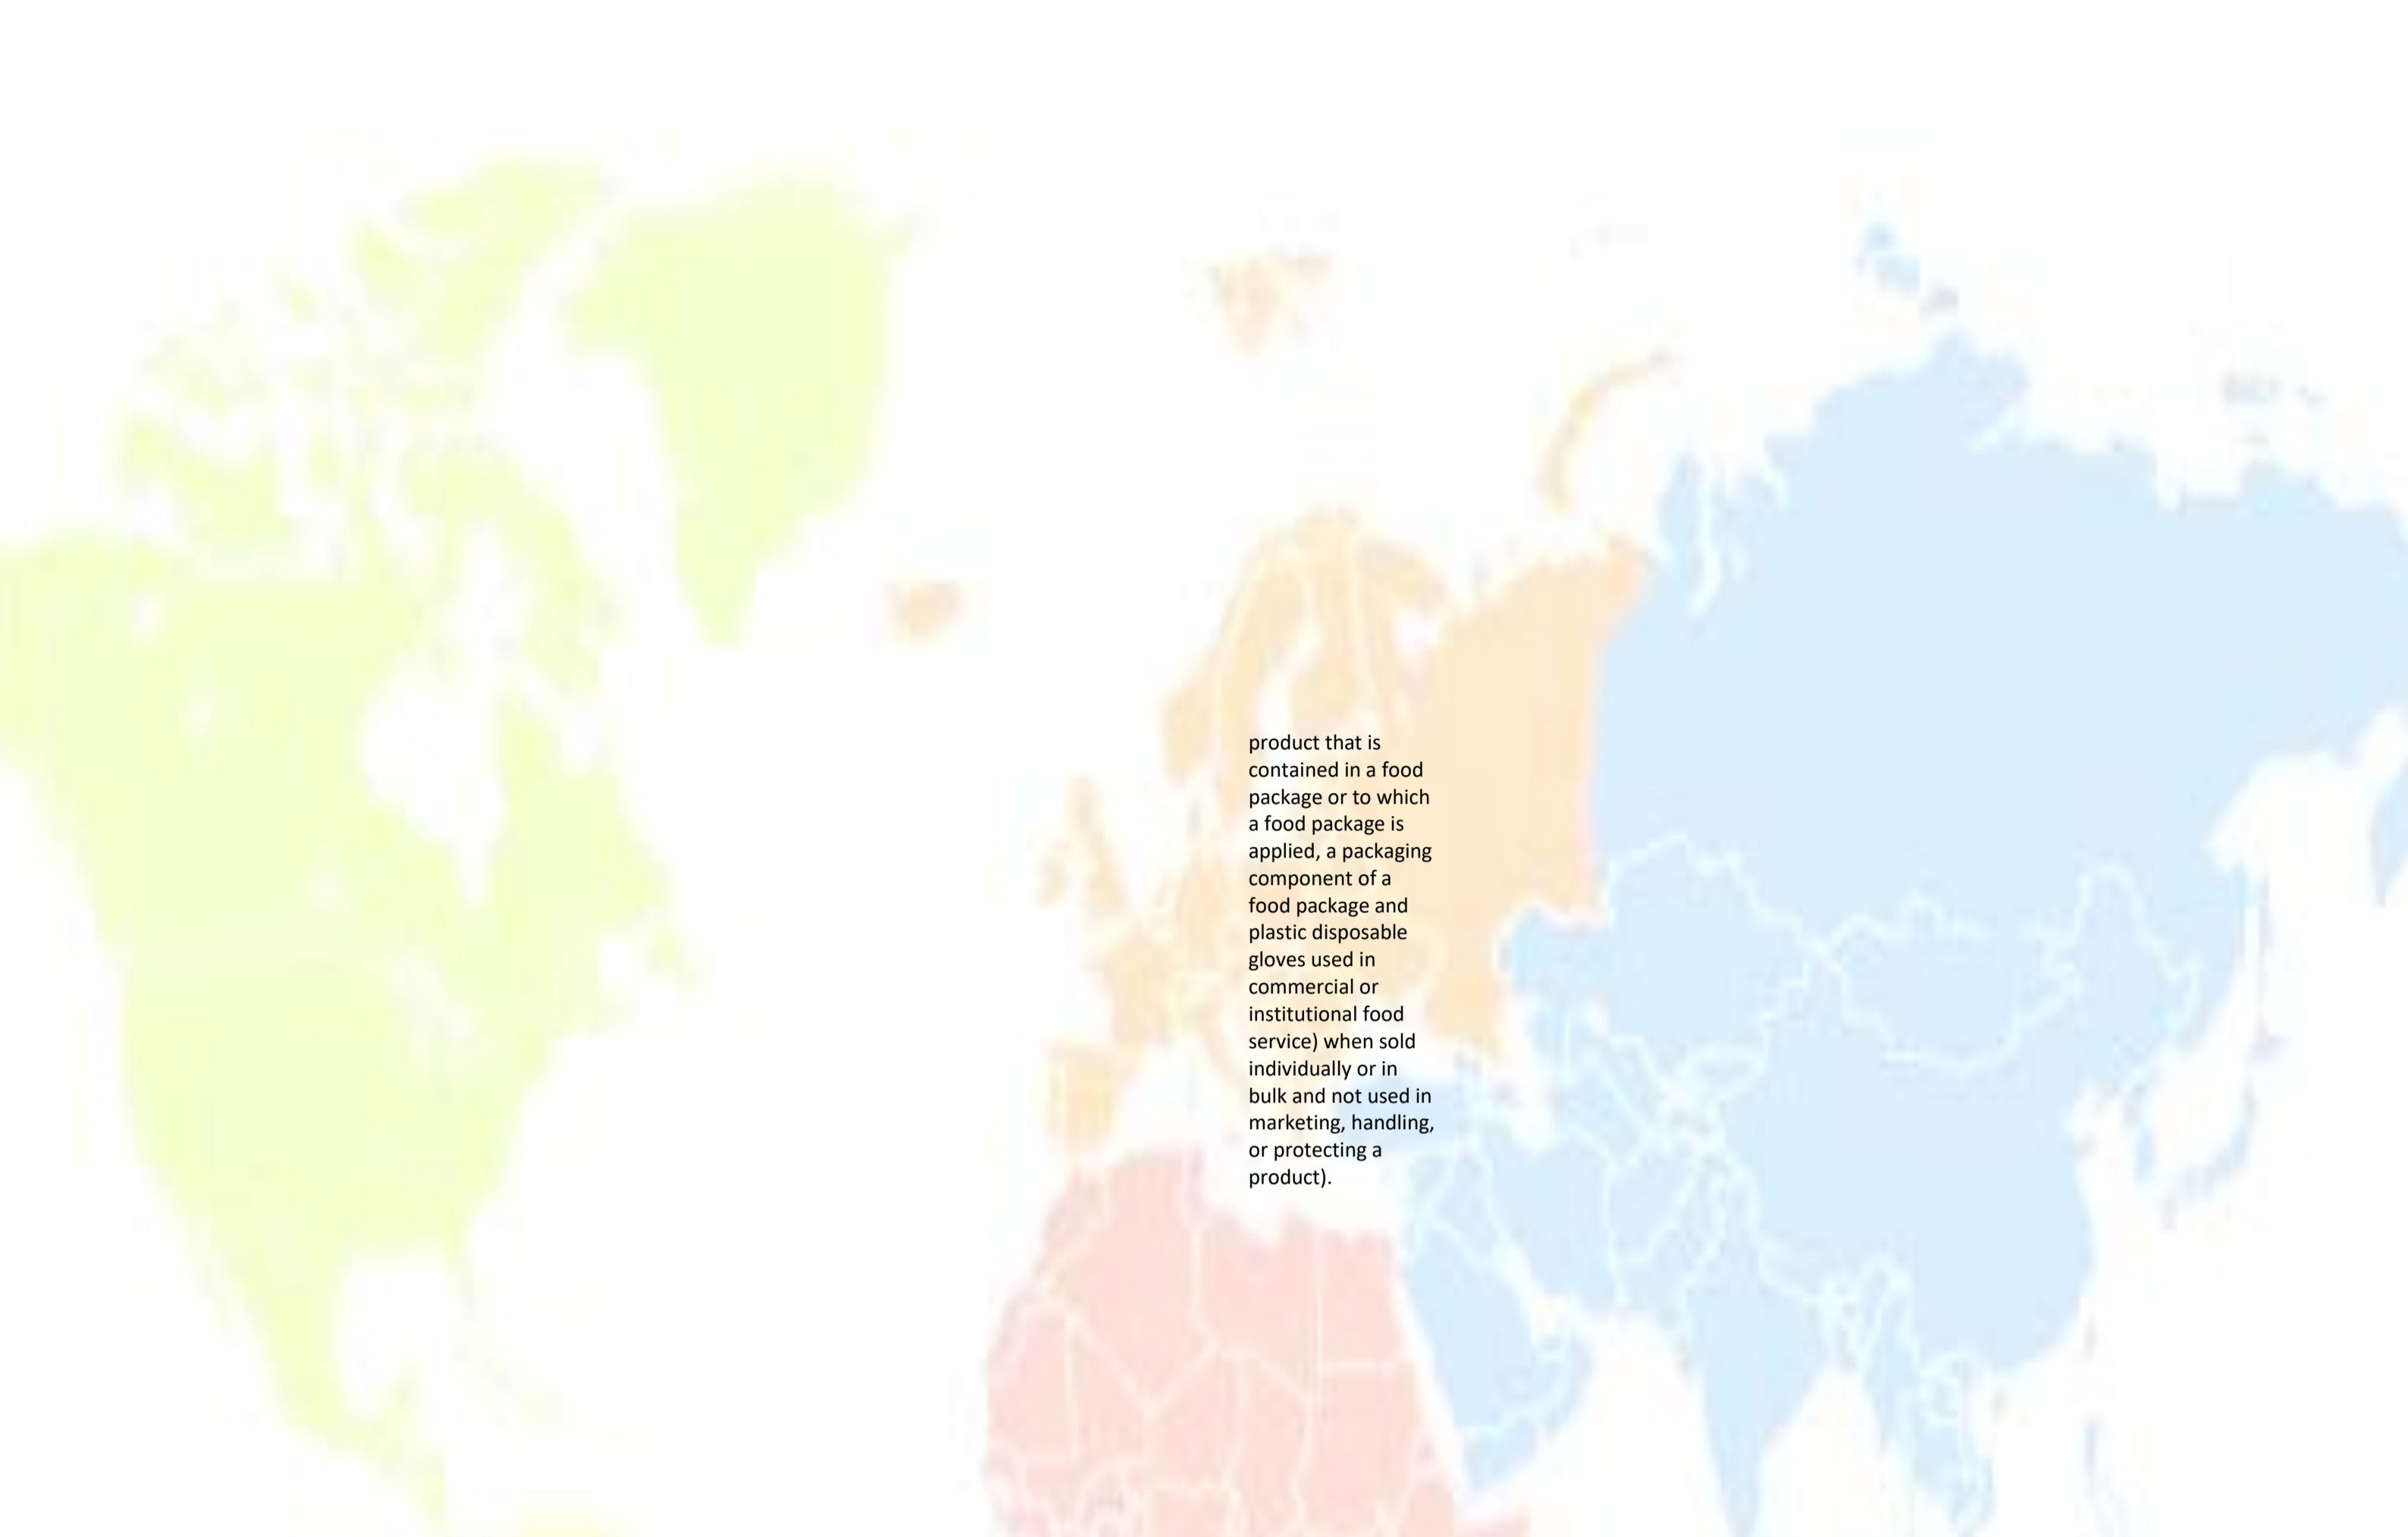 product that is
contained in a food
package or to which
a food package is
applied, a packaging
component of a
food package and
plastic disposable
gloves used in
commercial or
institutional food
service) when sold
individually or in
bulk and not used in
marketing, handling,
or protecting a
product).